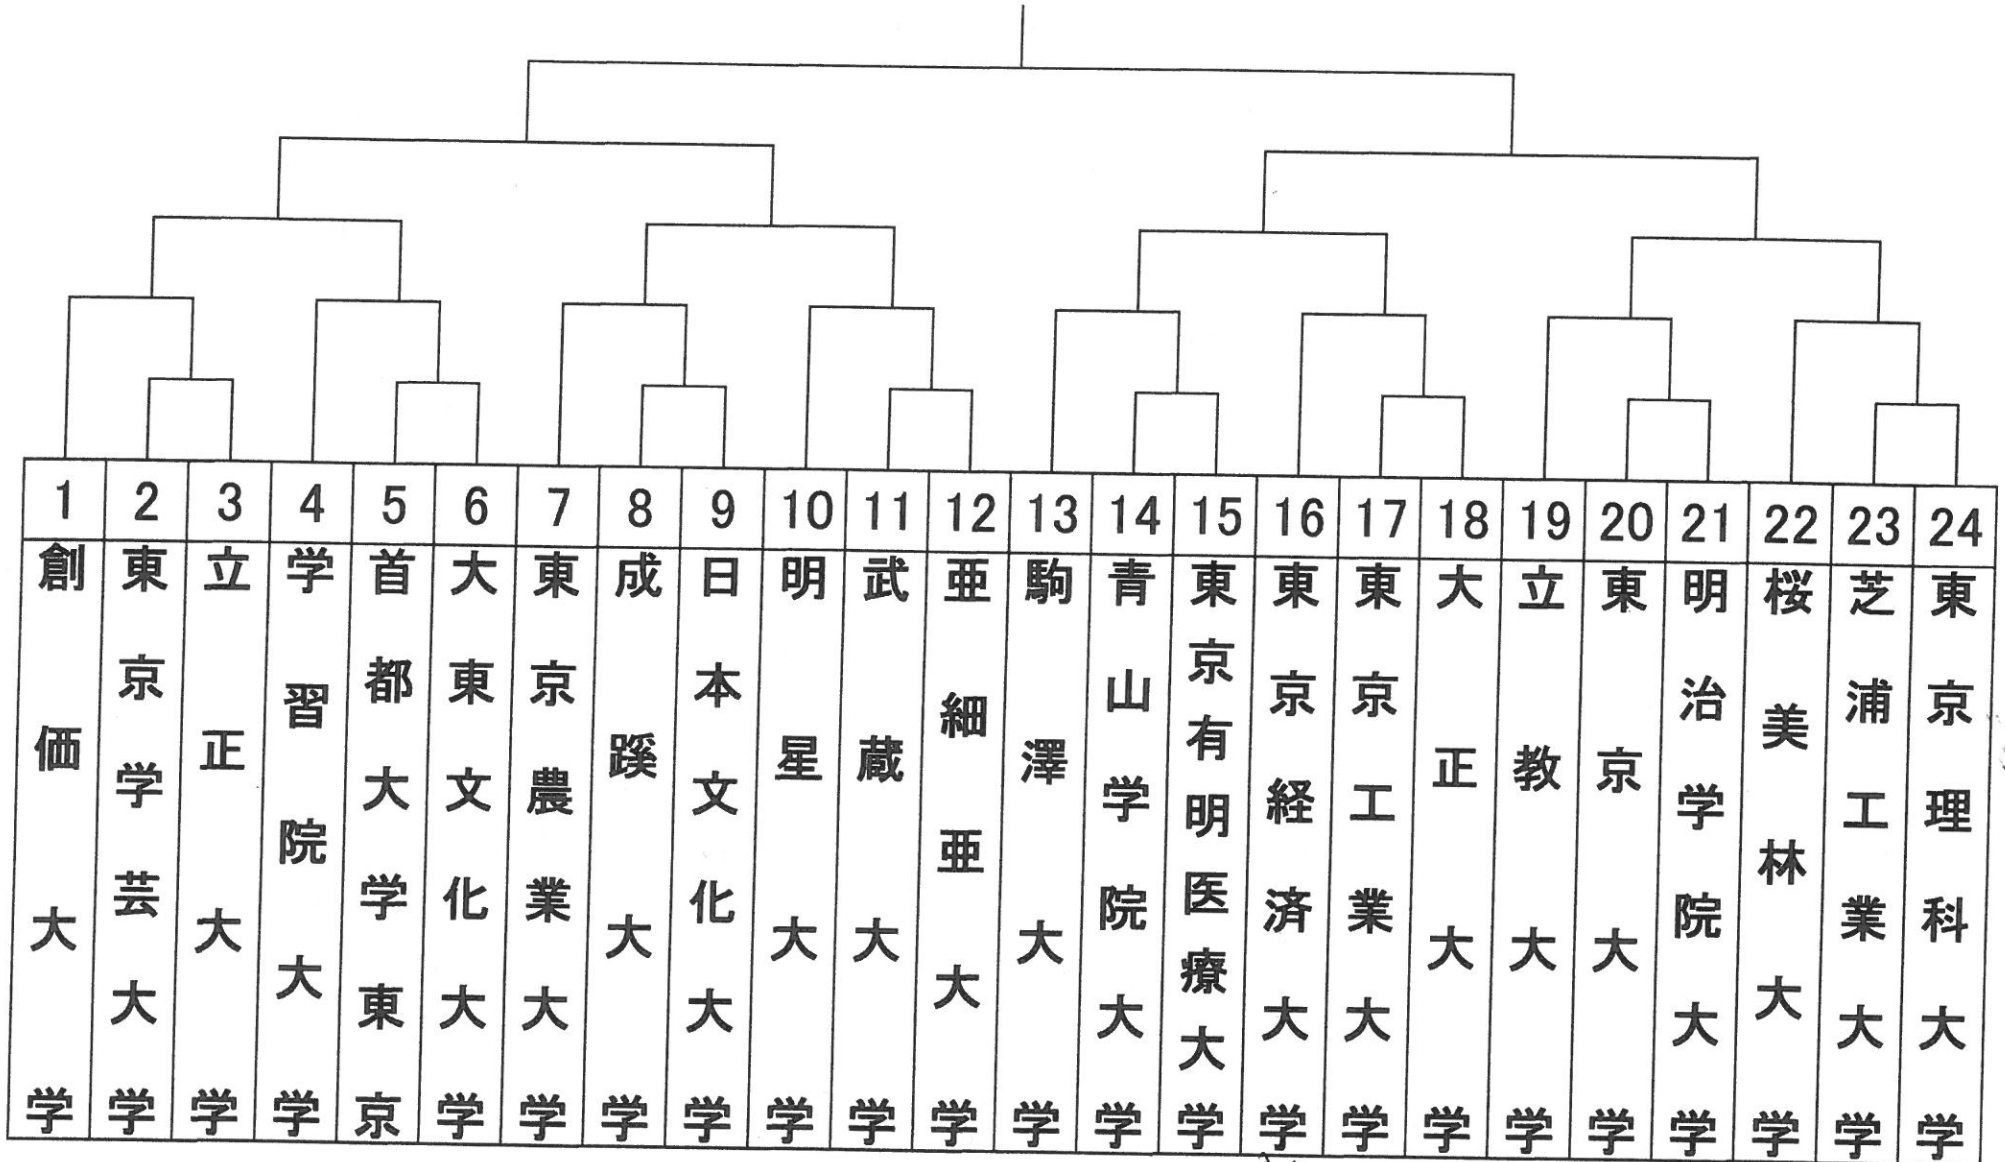 1 2 3 4 5 6 7 8 9 10 11 12 13 14 15 16 17 18 19 20 21 22 23 24
創価大学
東京学芸大学
立正大学
学習院大学
首都大学東京
大東文化大学
東京農業大学
成蹊大学
日本文化大学
明星大学
武蔵大学
亜細亜大学
駒澤大学
青山学院大学
東京有明医療大学
東京経済大学
東京工業大学
大正大学
立教大学
東京大学
明治学院大学
桜美林大学
芝浦工業大学
東京理科大学